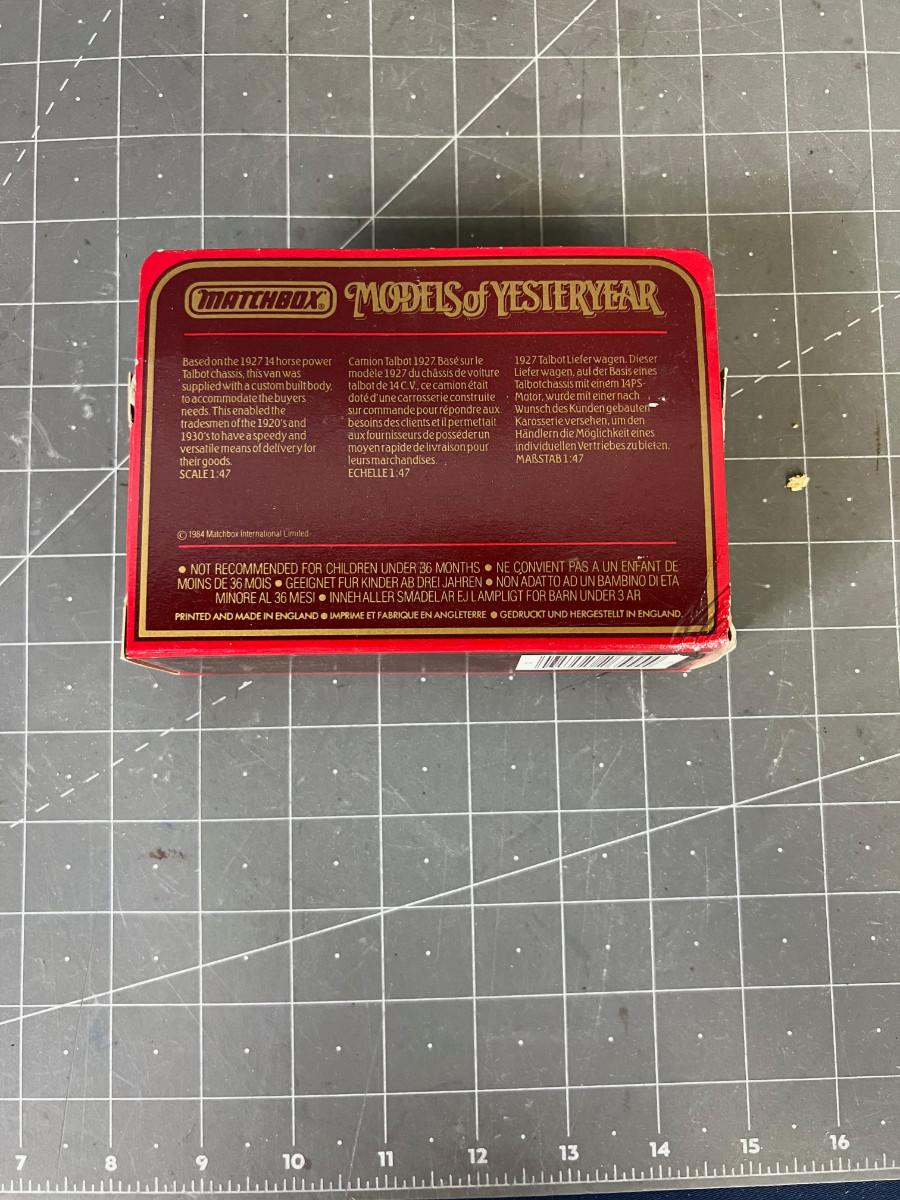 MATCHBOX® MODELS of YESTERYEAR
Based on the 1927 14 horse power
Talbot chassis, this van was
supplied with a custom built body,
to accommodate the buyers
needs. This enabled the
tradesmen of the 1920's and
1930's to have a speedy and
versatile means of delivery for
their goods.
SCALE 1:47
Camion Talbot 1927. Basé sur le
modèle 1927 du châssis de voiture
talbot de 14 C.V., ce camion était
doté d'une carrosserie construite
sur commande pour répondre aux
besoins des clients et il permettait
aux fournisseurs de posséder un
moyen rapide de livraison pour
leurs marchandises.
ECHELLE 1:47
1927 Talbot Lieferwagen. Dieser
Lieferwagen, auf der Basis eines
Talbotchassis mit einem 14PS-
Motor, wurde mit einer nach
Wunsch des Kunden gebauten
Karosserie versehen, um den
Händlern die Möglichkeit eines
individuellen Vertriebes zu bieten.
MAßSTAB 1:47
© 1984 Matchbox International Limited
• NOT RECOMMENDED FOR CHILDREN UNDER 36 MONTHS • NE CONVIENT PAS A UN ENFANT DE
MOINS DE 36 MOIS • GEEIGNET FUR KINDER AB DREI JAHREN • NON ADATTO AD UN BAMBINO DI ETA
MINORE AL 36 MESI • INNEHALLER SMADELAR EJ LAMPLIGT FOR BARN UNDER 3 AR
PRINTED AND MADE IN ENGLAND • IMPRIME ET FABRIQUE EN ANGLETERRE • GEDRUCKT UND HERGESTELLT IN ENGLAND.
7 8 9 10 11 12 13 14 15 16